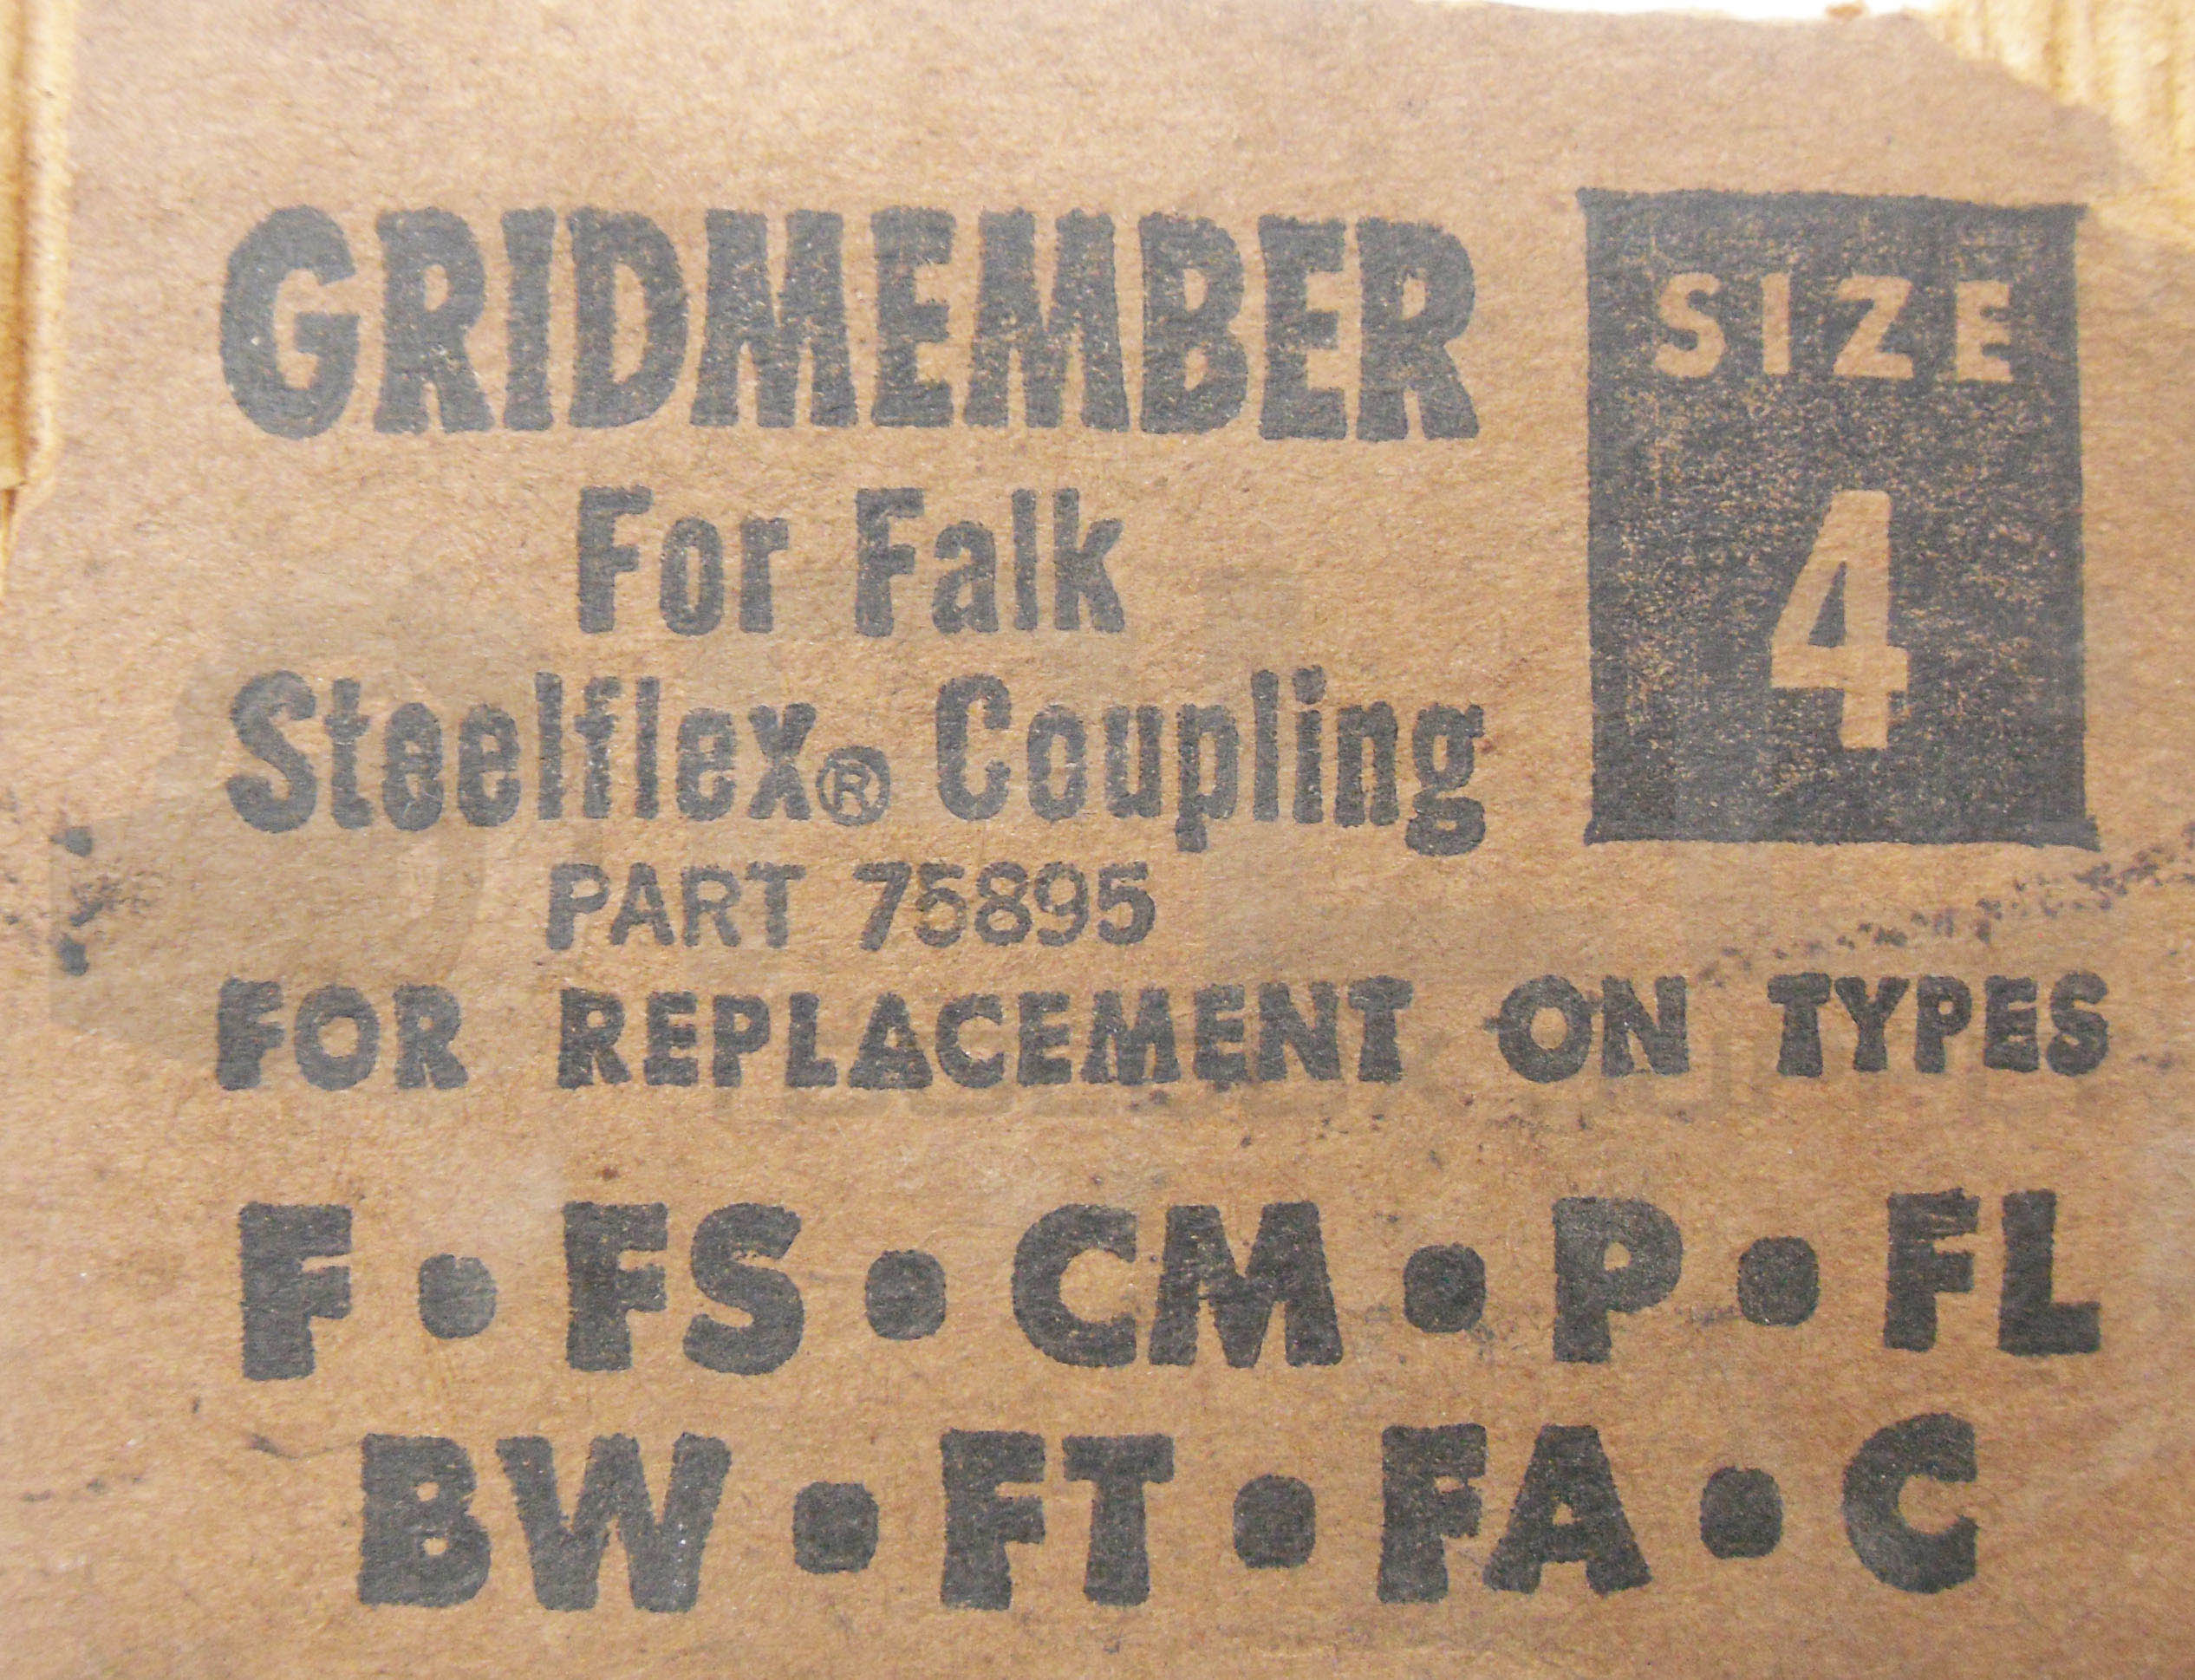 GRIDMEMBER
For Falk
Steelflex® Coupling
PART 75895
SIZE
4
FOR REPLACEMENT ON TYPES
F • FS • CM • P • FL
BW • FT • FA • C